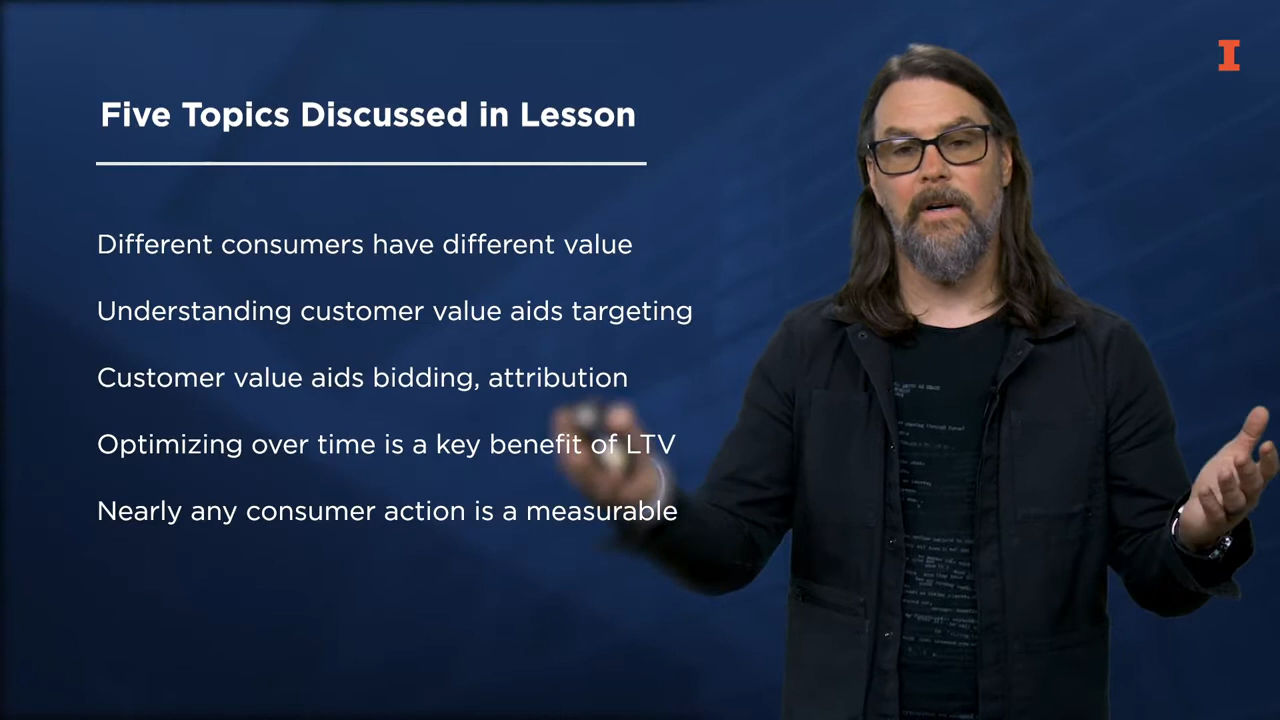 I
Five Topics Discussed in Lesson
Different consumers have different value
Understanding customer value aids targeting
Customer value aids bidding, attribution
Optimizing over time is a key benefit of LTV
Nearly any consumer action is a measurable